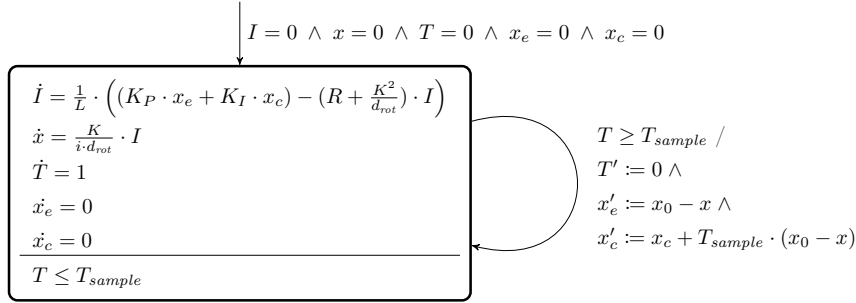 I = 0 ∧ x = 0 ∧ T = 0 ∧ x_e = 0 ∧ x_c = 0
İ = 1/L · ((K_P · x_e + K_I · x_c) − (R + K²/d_rot) · I)
ẋ = K/(i·d_rot) · I
Ṫ = 1
ẋ_e = 0
ẋ_c = 0
T ≤ T_sample
T ≥ T_sample /
T′ := 0 ∧
x′_e := x_0 − x ∧
x′_c := x_c + T_sample · (x_0 − x)